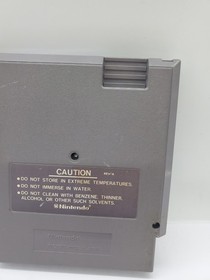 CAUTION
• DO NOT STORE IN EXTREME TEMPERATURES.
• DO NOT IMMERSE IN WATER.
• DO NOT CLEAN WITH BENZENE, THINNER,
ALCOHOL OR OTHER SUCH SOLVENTS.
Nintendo®